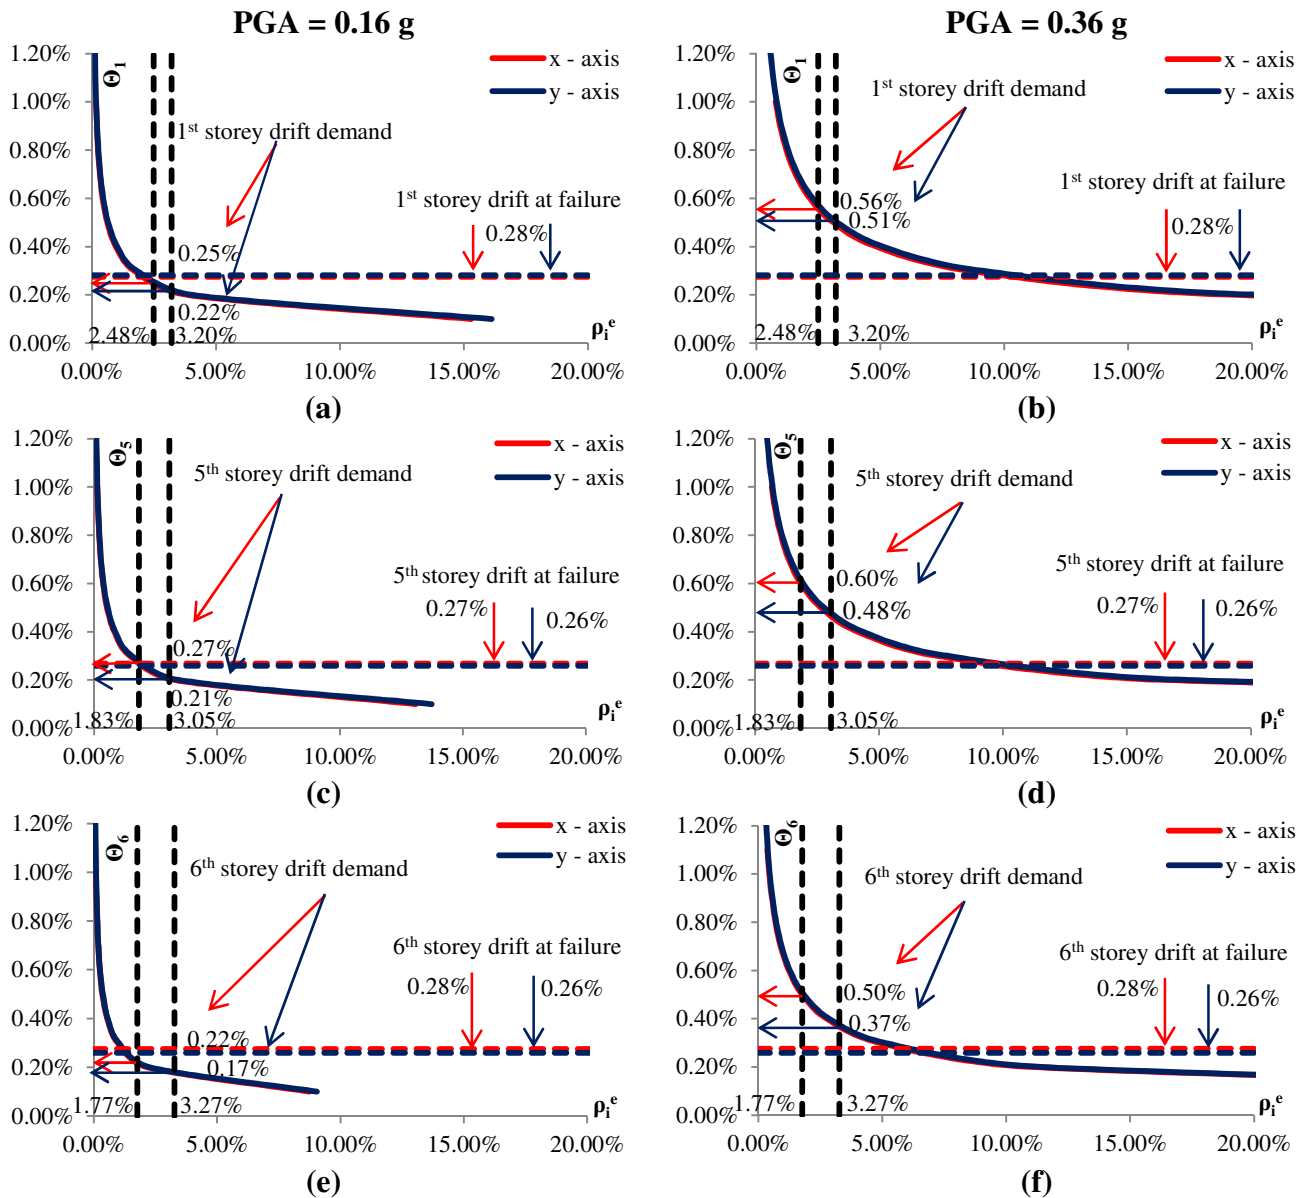 PGA = 0.16 g
PGA = 0.36 g
1.20%
1.00%
0.80%
0.60%
0.40%
0.20%
0.00%
Θ1
x - axis
y - axis
1st storey drift demand
1st storey drift at failure
0.28%
0.25%
0.22%
2.48%
3.20%
ρi^e
0.00%
5.00%
10.00%
15.00%
20.00%
(a)
1.20%
1.00%
0.80%
0.60%
0.40%
0.20%
0.00%
Θ1
x - axis
y - axis
1st storey drift demand
1st storey drift at failure
0.56%
0.51%
0.28%
2.48%
3.20%
ρi^e
0.00%
5.00%
10.00%
15.00%
20.00%
(b)
1.20%
1.00%
0.80%
0.60%
0.40%
0.20%
0.00%
Θ5
x - axis
y - axis
5th storey drift demand
5th storey drift at failure
0.27%
0.26%
0.27%
0.21%
1.83%
3.05%
ρi^e
0.00%
5.00%
10.00%
15.00%
20.00%
(c)
1.20%
1.00%
0.80%
0.60%
0.40%
0.20%
0.00%
Θ5
x - axis
y - axis
5th storey drift demand
5th storey drift at failure
0.60%
0.48%
0.27%
0.26%
1.83%
3.05%
ρi^e
0.00%
5.00%
10.00%
15.00%
20.00%
(d)
1.20%
1.00%
0.80%
0.60%
0.40%
0.20%
0.00%
Θ6
x - axis
y - axis
6th storey drift demand
6th storey drift at failure
0.28%
0.26%
0.22%
0.17%
1.77%
3.27%
ρi^e
0.00%
5.00%
10.00%
15.00%
20.00%
(e)
1.20%
1.00%
0.80%
0.60%
0.40%
0.20%
0.00%
Θ6
x - axis
y - axis
6th storey drift demand
6th storey drift at failure
0.28%
0.26%
0.50%
0.37%
1.77%
3.27%
ρi^e
0.00%
5.00%
10.00%
15.00%
20.00%
(f)